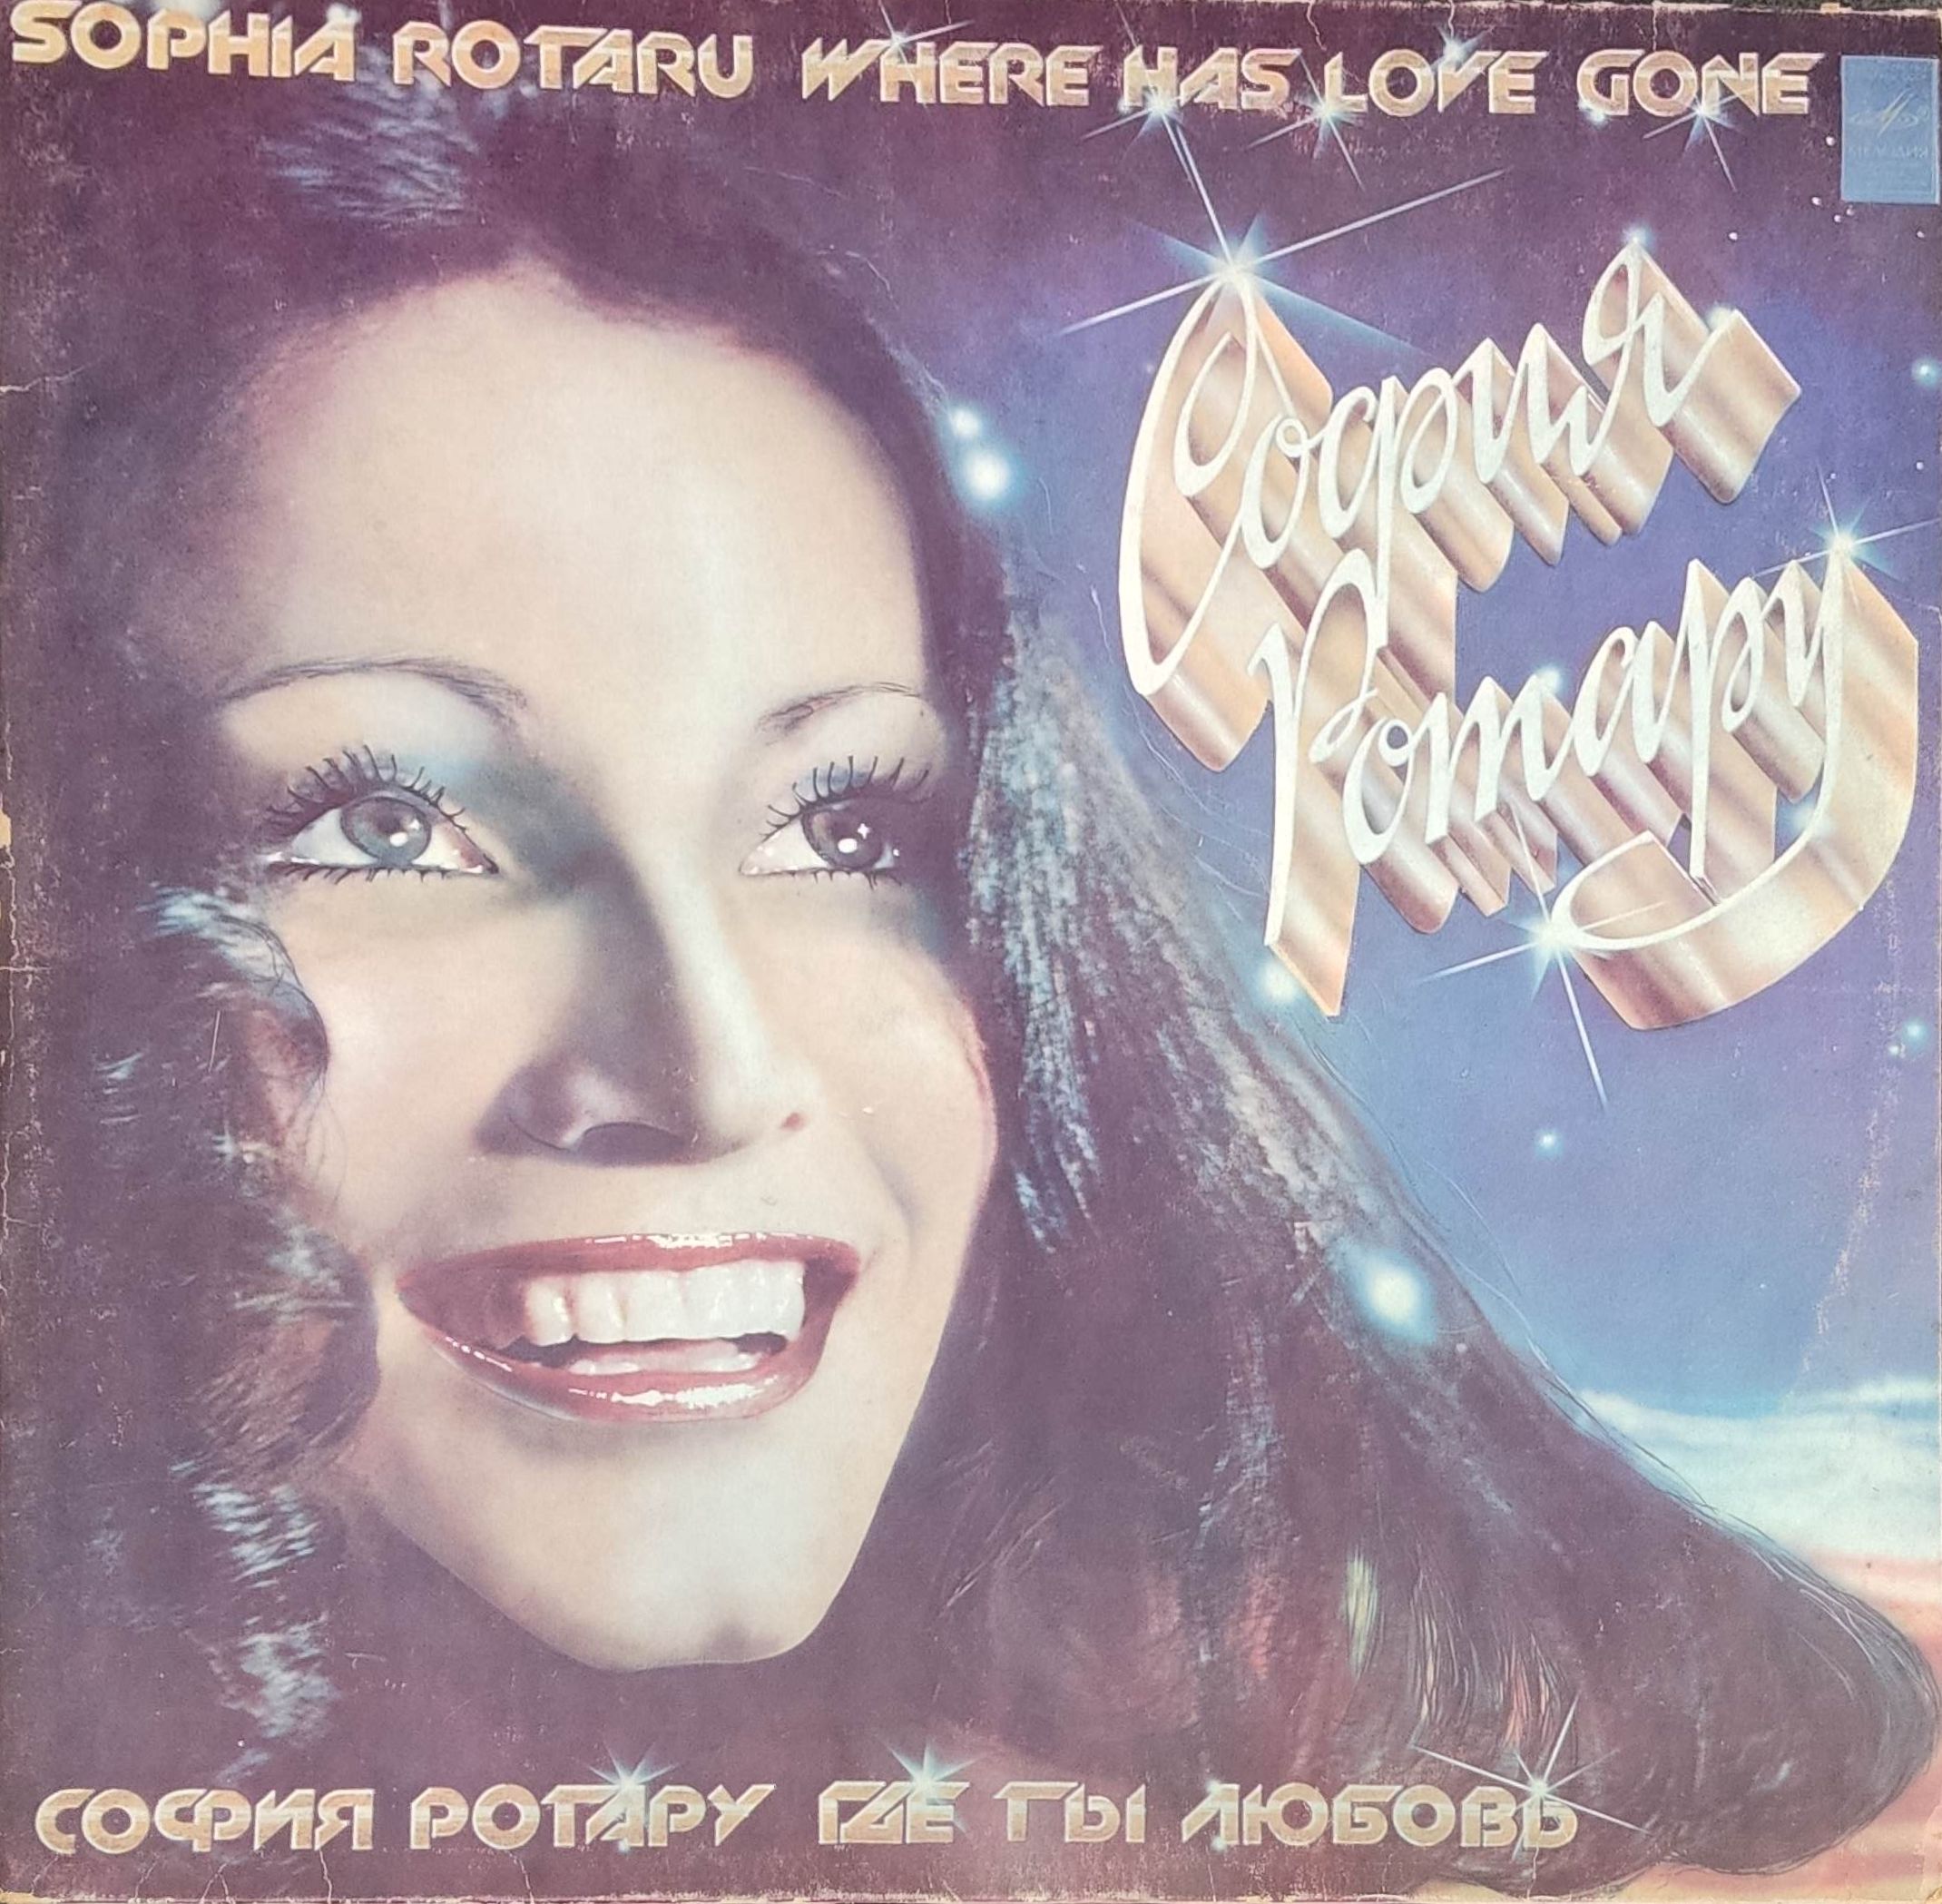 SOPHIA ROTARU WHERE HAS LOVE GONE
София
Ротару
СОФИЯ РОТАРУ ГДЕ ТЫ ЛЮБОВЬ